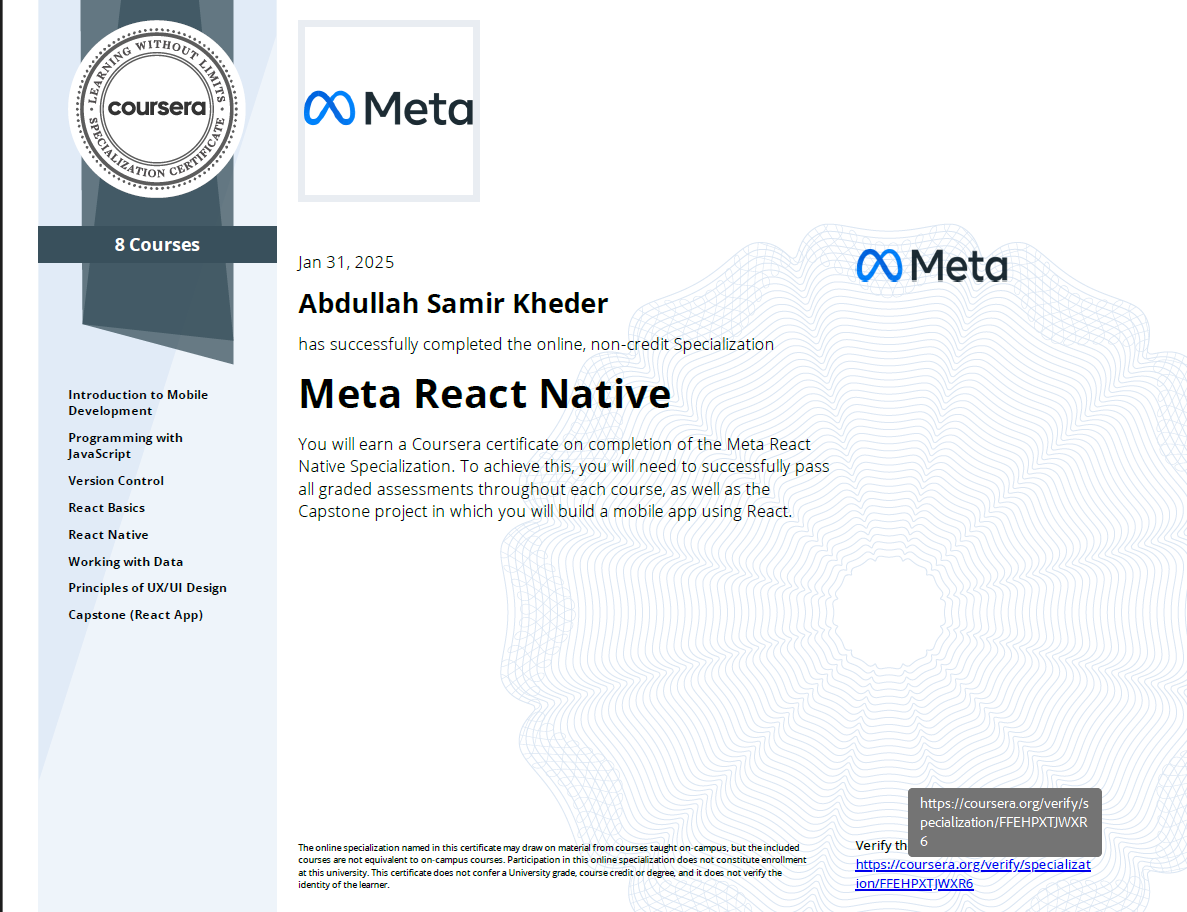 LEARNING WITHOUT LIMITS
coursera
SPECIALIZATION CERTIFICATE
8 Courses
Introduction to Mobile
Development
Programming with
JavaScript
Version Control
React Basics
React Native
Working with Data
Principles of UX/UI Design
Capstone (React App)
Meta
Jan 31, 2025
Meta
Abdullah Samir Kheder
has successfully completed the online, non-credit Specialization
Meta React Native
You will earn a Coursera certificate on completion of the Meta React
Native Specialization. To achieve this, you will need to successfully pass
all graded assessments throughout each course, as well as the
Capstone project in which you will build a mobile app using React.
The online specialization named in this certificate may draw on material from courses taught on-campus, but the included
courses are not equivalent to on-campus courses. Participation in this online specialization does not constitute enrollment
at this university. This certificate does not confer a University grade, course credit or degree, and it does not verify the
identity of the learner.
https://coursera.org/verify/s
pecialization/FFEHPXTJWXR
6
Verify th
https://coursera.org/verify/specializat
ion/FFEHPXTJWXR6